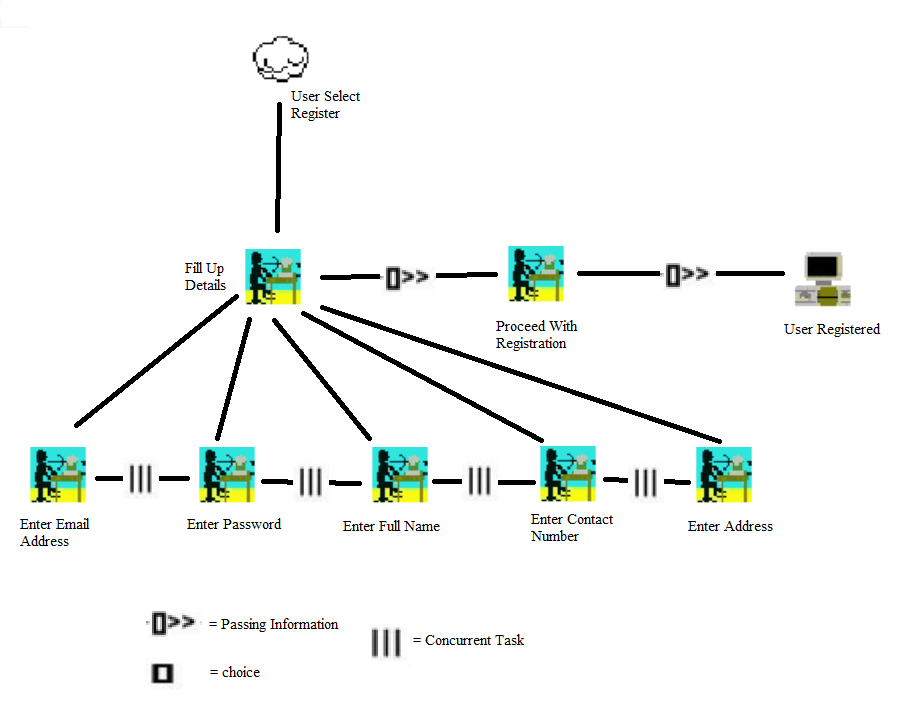 User Select
Register
Fill Up
Details
Proceed With
Registration
User Registered
Enter Email
Address
Enter Password
Enter Full Name
Enter Contact
Number
Enter Address
= Passing Information
= Concurrent Task
= choice